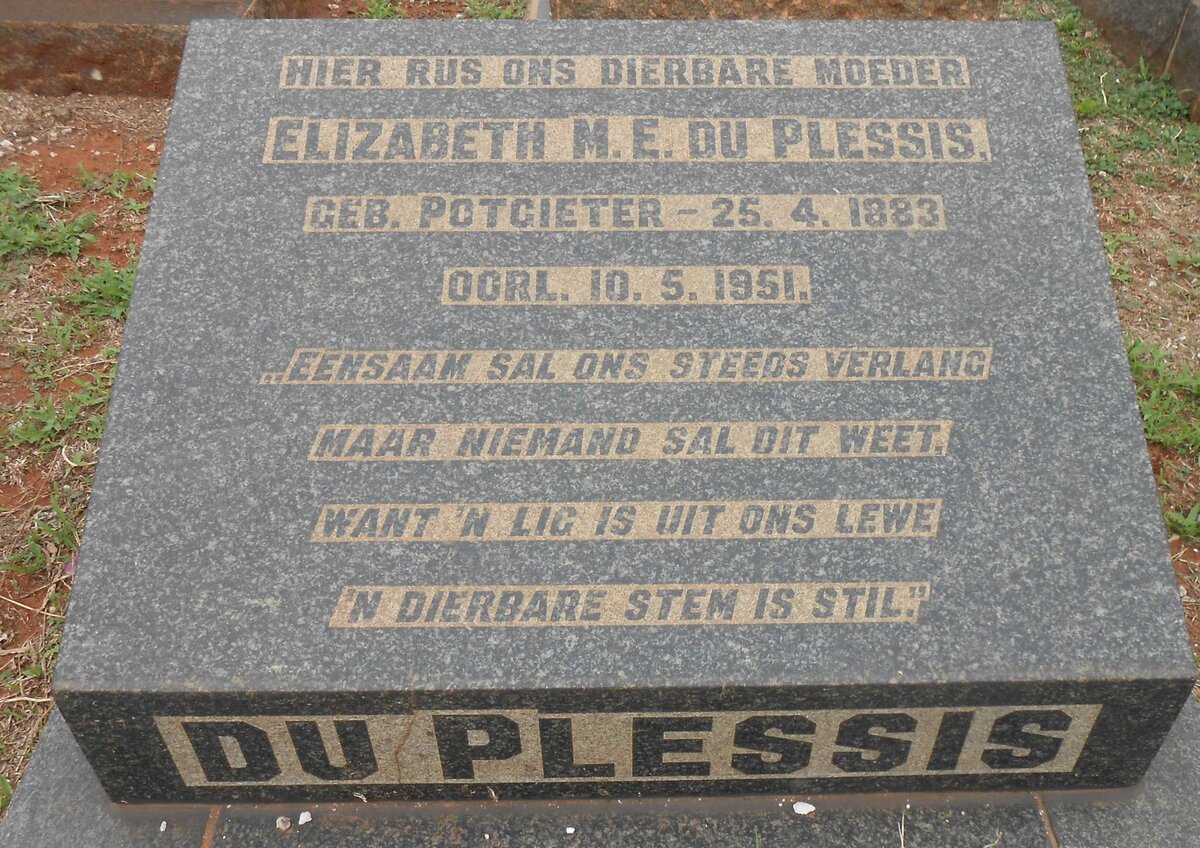 HIER RUS ONS DIERBARE MOEDER
ELIZABETH M. E. DU PLESSIS.
GEB. POTGIETER – 25. 4. 1883
OORL. 10. 5. 1951.
„EENSAAM SAL ONS STEEDS VERLANG
MAAR NIEMAND SAL DIT WEET.
WANT 'N LIG IS UIT ONS LEWE
'N DIERBARE STEM IS STIL."
DU PLESSIS